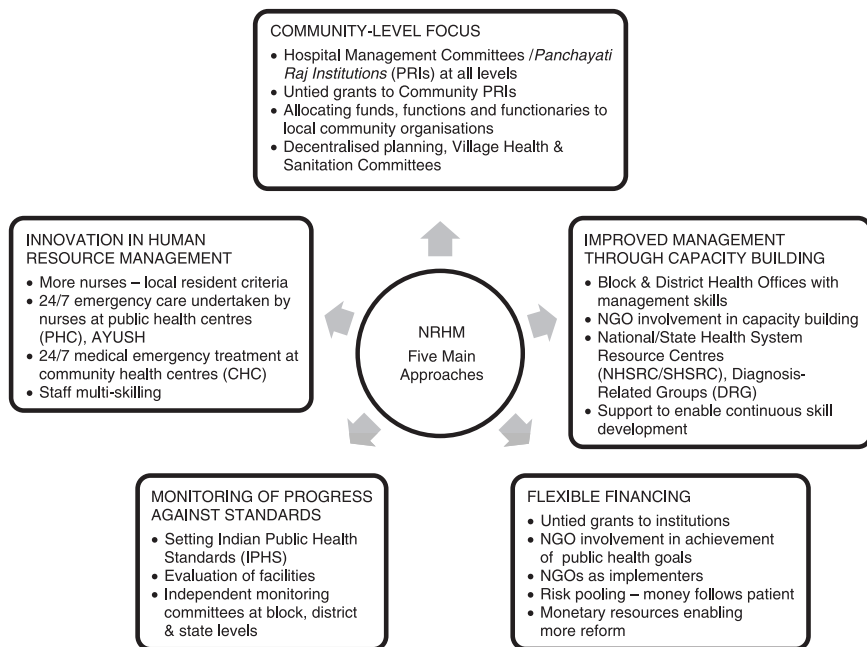 COMMUNITY-LEVEL FOCUS
• Hospital Management Committees /Panchayati
Raj Institutions (PRIs) at all levels
• Untied grants to Community PRIs
• Allocating funds, functions and functionaries to
local community organisations
• Decentralised planning, Village Health &
Sanitation Committees
INNOVATION IN HUMAN
RESOURCE MANAGEMENT
• More nurses – local resident criteria
• 24/7 emergency care undertaken by
nurses at public health centres
(PHC), AYUSH
• 24/7 medical emergency treatment at
community health centres (CHC)
• Staff multi-skilling
NRHM
Five Main
Approaches
IMPROVED MANAGEMENT
THROUGH CAPACITY BUILDING
• Block & District Health Offices with
management skills
• NGO involvement in capacity building
• National/State Health System
Resource Centres
(NHSRC/SHSRC), Diagnosis-
Related Groups (DRG)
• Support to enable continuous skill
development
MONITORING OF PROGRESS
AGAINST STANDARDS
• Setting Indian Public Health
Standards (IPHS)
• Evaluation of facilities
• Independent monitoring
committees at block, district
& state levels
FLEXIBLE FINANCING
• Untied grants to institutions
• NGO involvement in achievement
of public health goals
• NGOs as implementers
• Risk pooling – money follows patient
• Monetary resources enabling
more reform